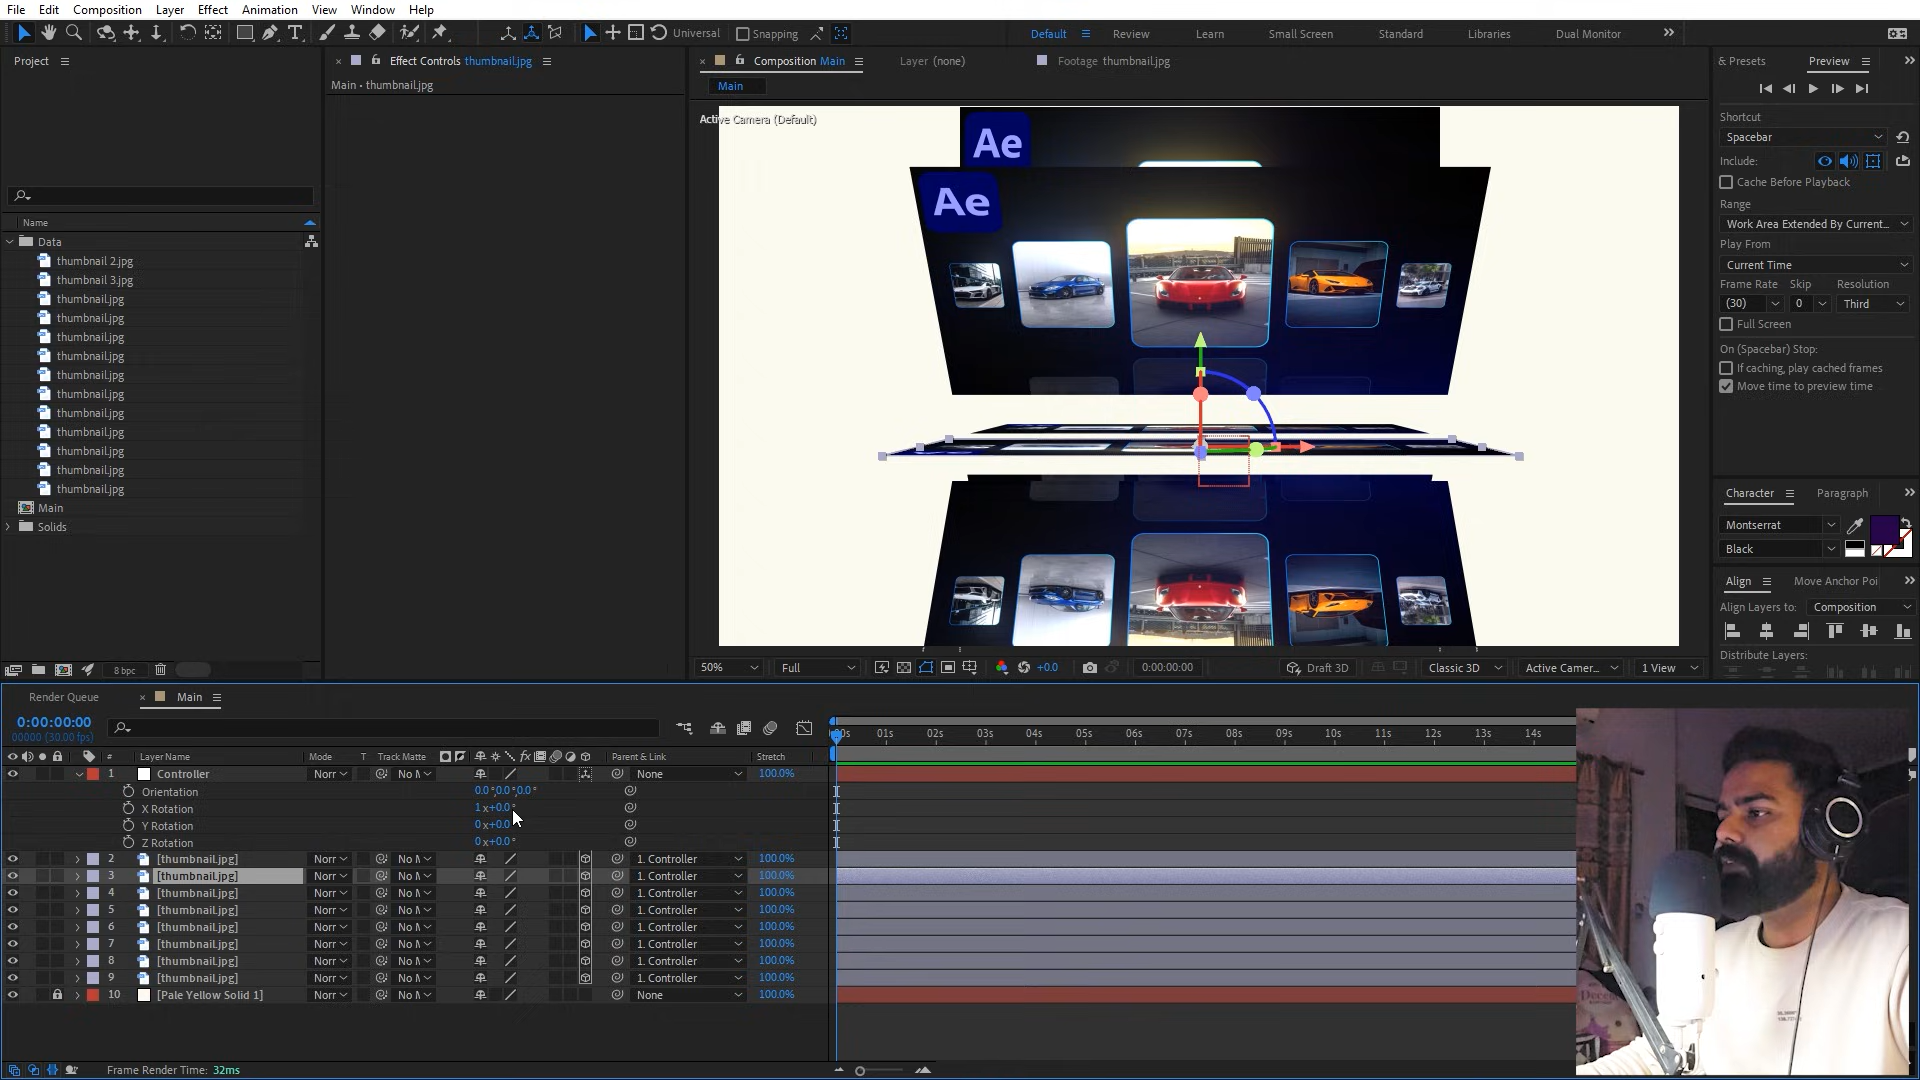 File Edit Composition Layer Effect Animation View Window Help
Universal Snapping Default Review Learn Small Screen Standard Libraries Dual Monitor
Project
Effect Controls thumbnail.jpg
Main • thumbnail.jpg
Composition Main Layer (none) Footage thumbnail.jpg
Main
Active Camera (Default)
Ae
Ae
Name
Data
thumbnail 2.jpg
thumbnail 3.jpg
thumbnail.jpg
thumbnail.jpg
thumbnail.jpg
thumbnail.jpg
thumbnail.jpg
thumbnail.jpg
thumbnail.jpg
thumbnail.jpg
thumbnail.jpg
thumbnail.jpg
thumbnail.jpg
Main
Solids
8 bpc
50% Full +0.0 0:00:00:00 Draft 3D Classic 3D Active Camer... 1 View
& Presets Preview
Shortcut
Spacebar
Include:
Cache Before Playback
Range
Work Area Extended By Current...
Play From
Current Time
Frame Rate Skip Resolution
(30) 0 Third
Full Screen
On (Spacebar) Stop:
If caching, play cached frames
Move time to preview time
Character Paragraph
Montserrat
Black
Align Move Anchor Poi
Align Layers to: Composition
Distribute Layers:
Render Queue Main
0:00:00:00
00000 (30.00 fps)
# Layer Name Mode T Track Matte fx Parent & Link Stretch
:00s 01s 02s 03s 04s 05s 06s 07s 08s 09s 10s 11s 12s 13s 14s
1 Controller Norr No M None 100.0%
Orientation 0.0°,0.0°,0.0°
X Rotation 1x+0.0°
Y Rotation 0x+0.0°
Z Rotation 0x+0.0°
2 [thumbnail.jpg] Norr No M 1. Controller 100.0%
3 [thumbnail.jpg] Norr No M 1. Controller 100.0%
4 [thumbnail.jpg] Norr No M 1. Controller 100.0%
5 [thumbnail.jpg] Norr No M 1. Controller 100.0%
6 [thumbnail.jpg] Norr No M 1. Controller 100.0%
7 [thumbnail.jpg] Norr No M 1. Controller 100.0%
8 [thumbnail.jpg] Norr No M 1. Controller 100.0%
9 [thumbnail.jpg] Norr No M 1. Controller 100.0%
10 [Pale Yellow Solid 1] Norr No M None 100.0%
Frame Render Time: 32ms